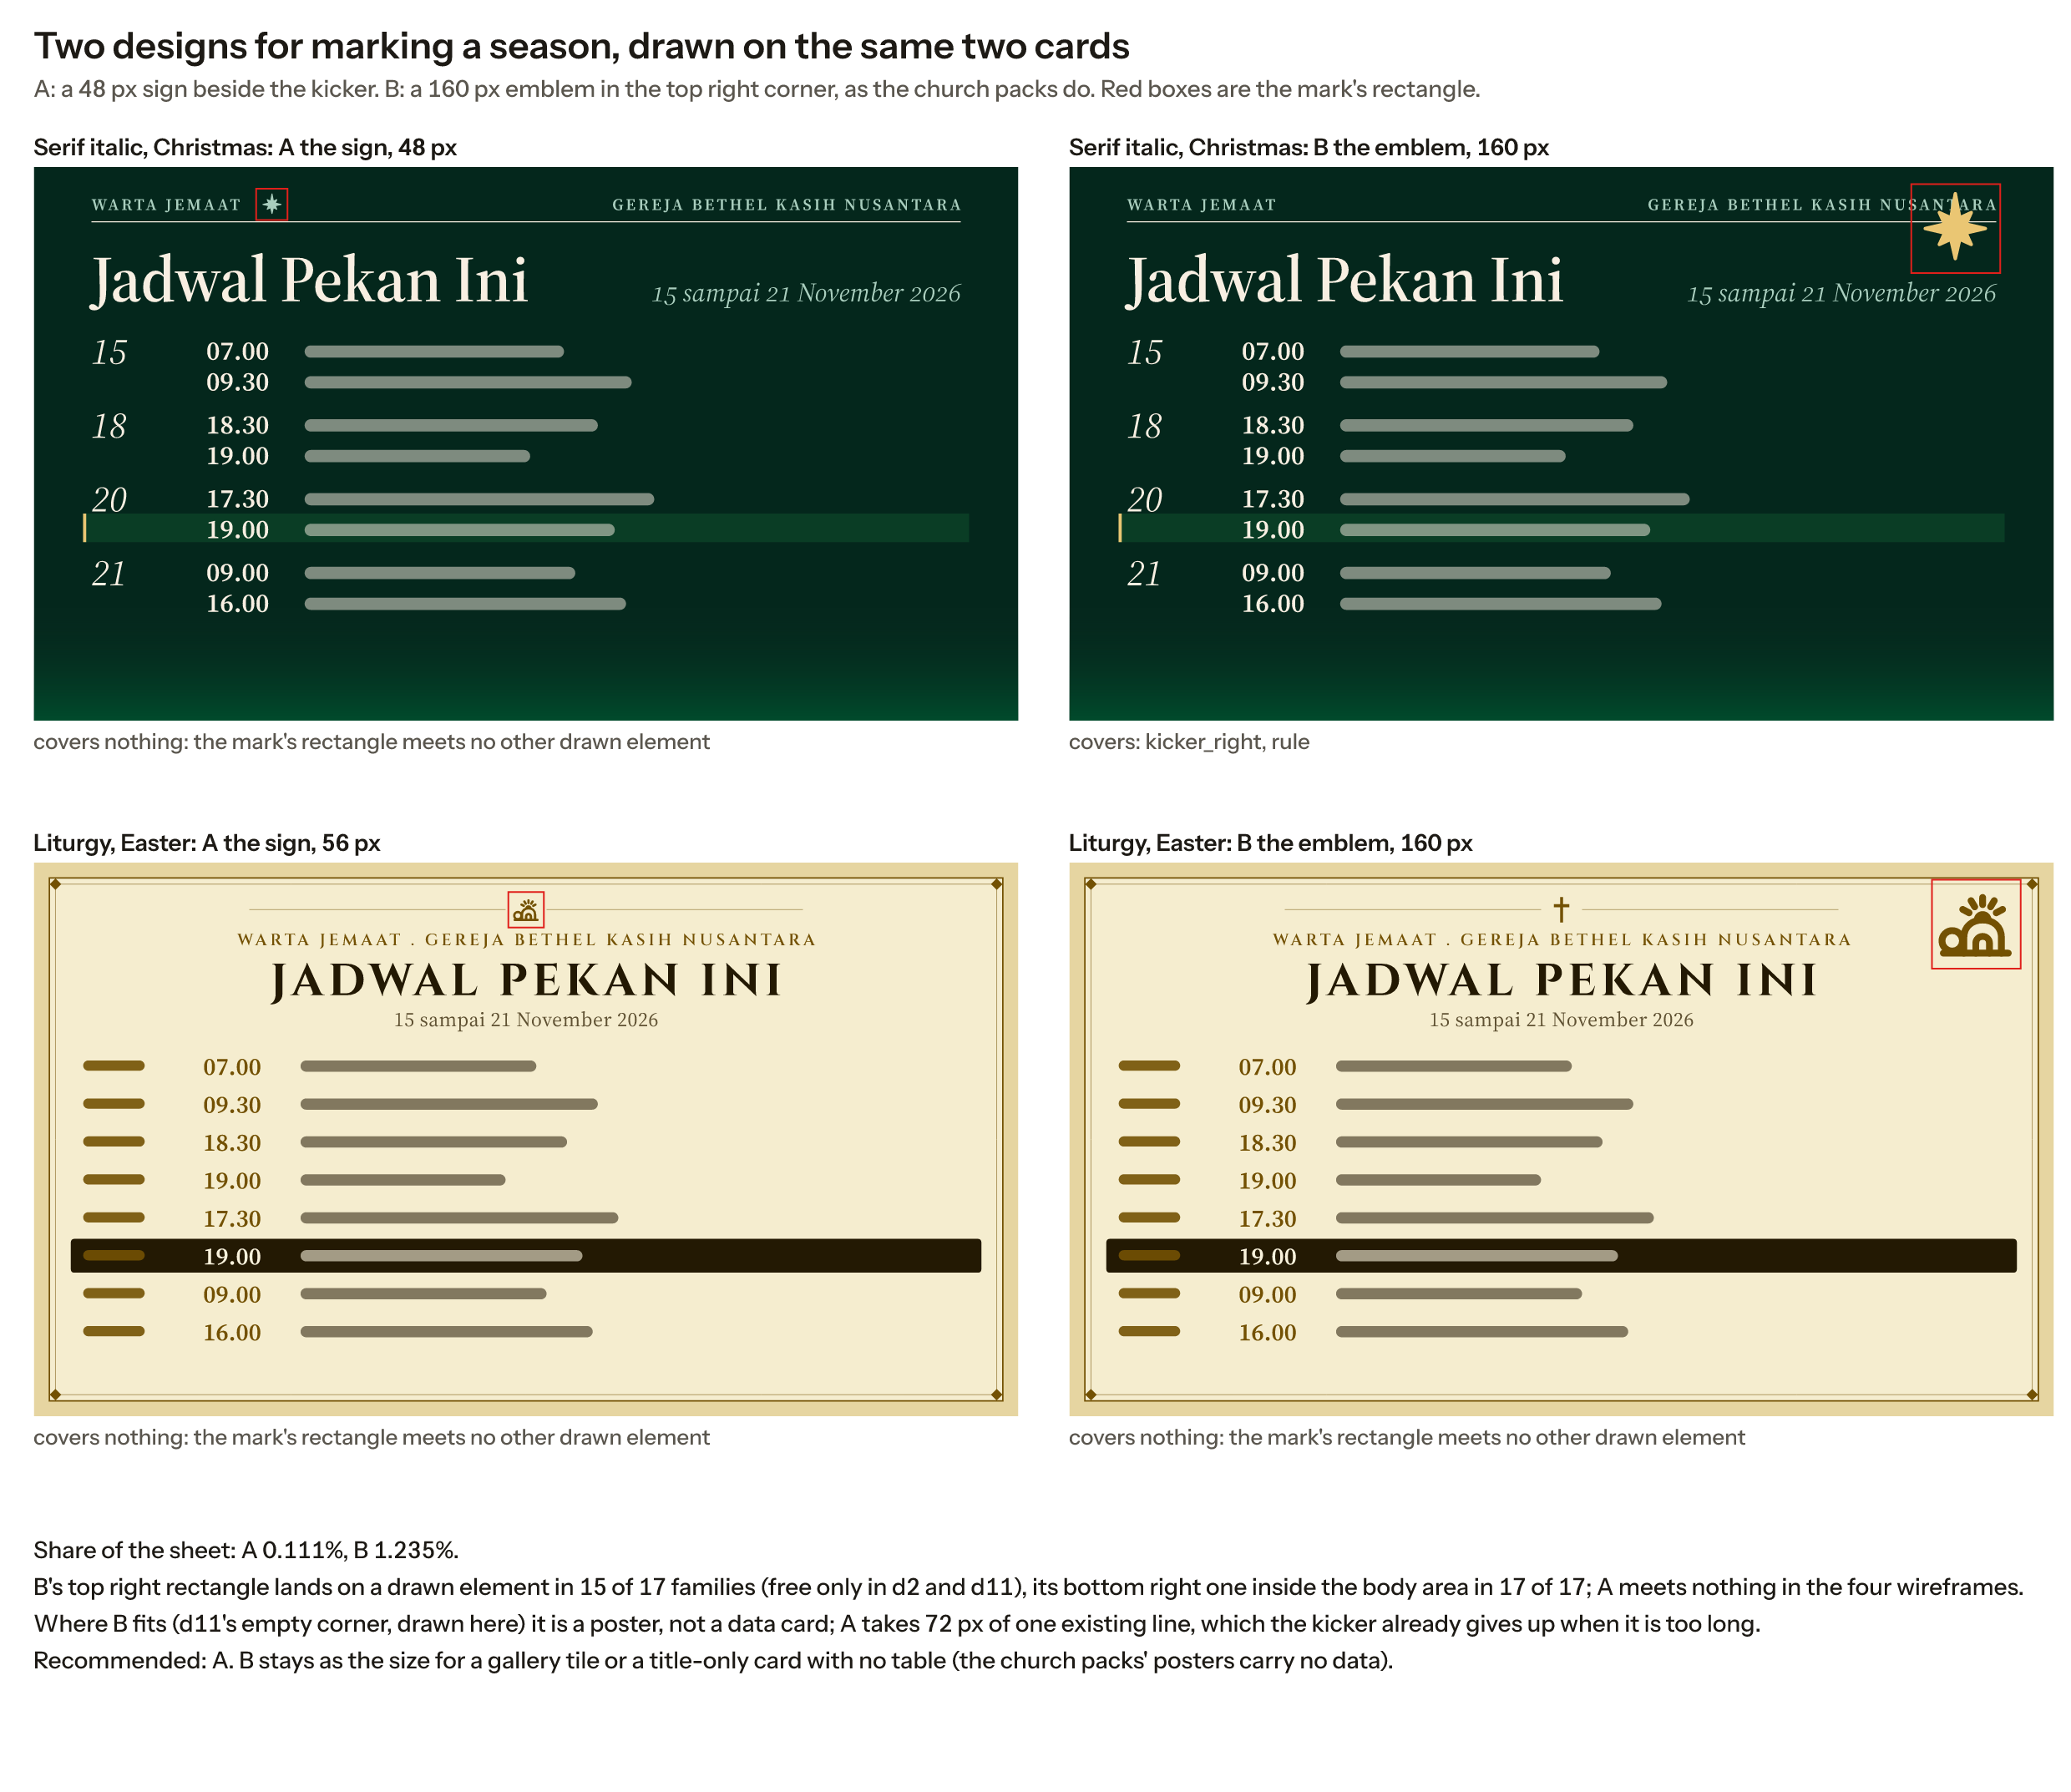 Two designs for marking a season, drawn on the same two cards
A: a 48 px sign beside the kicker. B: a 160 px emblem in the top right corner, as the church packs do. Red boxes are the mark's rectangle.
Serif italic, Christmas: A the sign, 48 px
WARTA JEMAAT
GEREJA BETHEL KASIH NUSANTARA
Jadwal Pekan Ini
15 sampai 21 November 2026
15
07.00
09.30
18
18.30
19.00
20
17.30
19.00
21
09.00
16.00
covers nothing: the mark's rectangle meets no other drawn element
Serif italic, Christmas: B the emblem, 160 px
WARTA JEMAAT
GEREJA BETHEL KASIH NUSANTARA
Jadwal Pekan Ini
15 sampai 21 November 2026
15
07.00
09.30
18
18.30
19.00
20
17.30
19.00
21
09.00
16.00
covers: kicker_right, rule
Liturgy, Easter: A the sign, 56 px
WARTA JEMAAT . GEREJA BETHEL KASIH NUSANTARA
JADWAL PEKAN INI
15 sampai 21 November 2026
07.00
09.30
18.30
19.00
17.30
19.00
09.00
16.00
covers nothing: the mark's rectangle meets no other drawn element
Liturgy, Easter: B the emblem, 160 px
WARTA JEMAAT . GEREJA BETHEL KASIH NUSANTARA
JADWAL PEKAN INI
15 sampai 21 November 2026
07.00
09.30
18.30
19.00
17.30
19.00
09.00
16.00
covers nothing: the mark's rectangle meets no other drawn element
Share of the sheet: A 0.111%, B 1.235%.
B's top right rectangle lands on a drawn element in 15 of 17 families (free only in d2 and d11), its bottom right one inside the body area in 17 of 17; A meets nothing in the four wireframes.
Where B fits (d11's empty corner, drawn here) it is a poster, not a data card; A takes 72 px of one existing line, which the kicker already gives up when it is too long.
Recommended: A. B stays as the size for a gallery tile or a title-only card with no table (the church packs' posters carry no data).